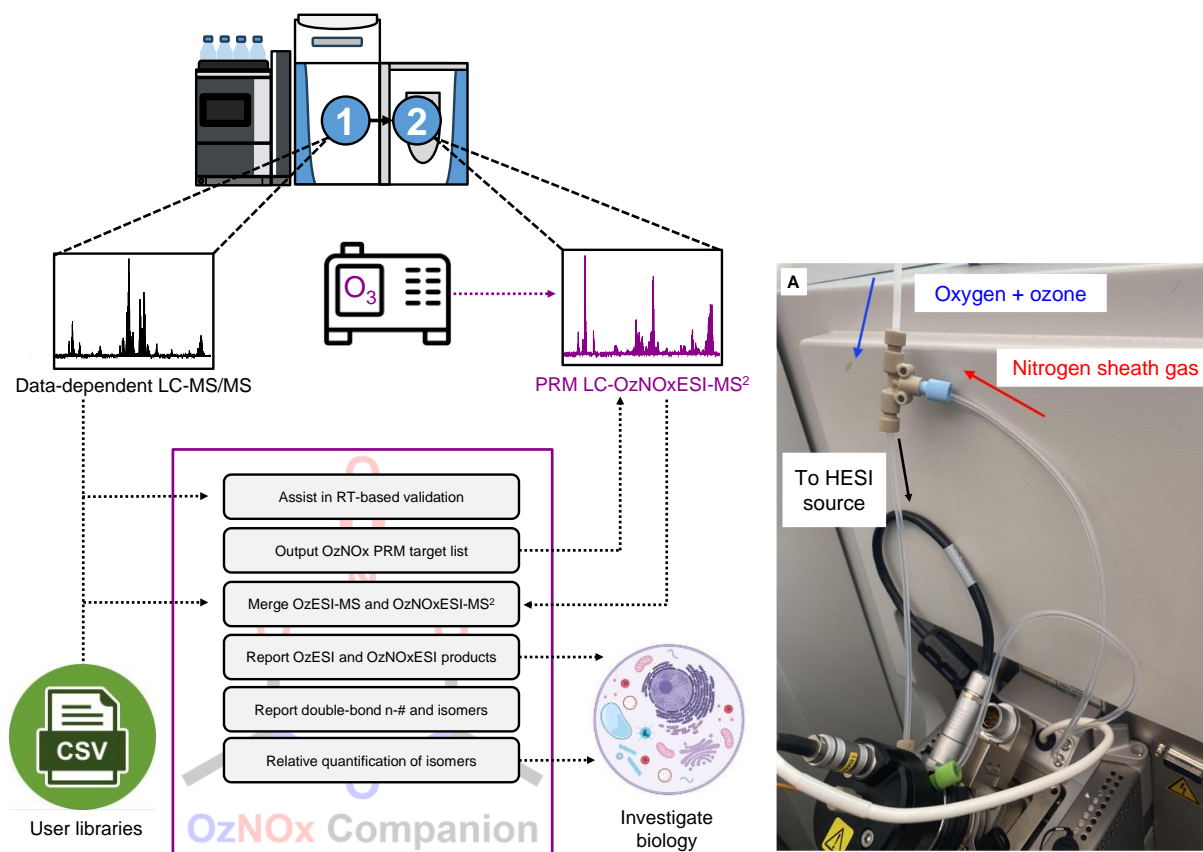 1
2
O3
Data-dependent LC-MS/MS
PRM LC-OzNOxESI-MS²
Assist in RT-based validation
Output OzNOx PRM target list
Merge OzESI-MS and OzNOxESI-MS²
Report OzESI and OzNOxESI products
Report double-bond n-# and isomers
Relative quantification of isomers
OzNOx Companion
CSV
User libraries
Investigate
biology
A
Oxygen + ozone
Nitrogen sheath gas
To HESI
source